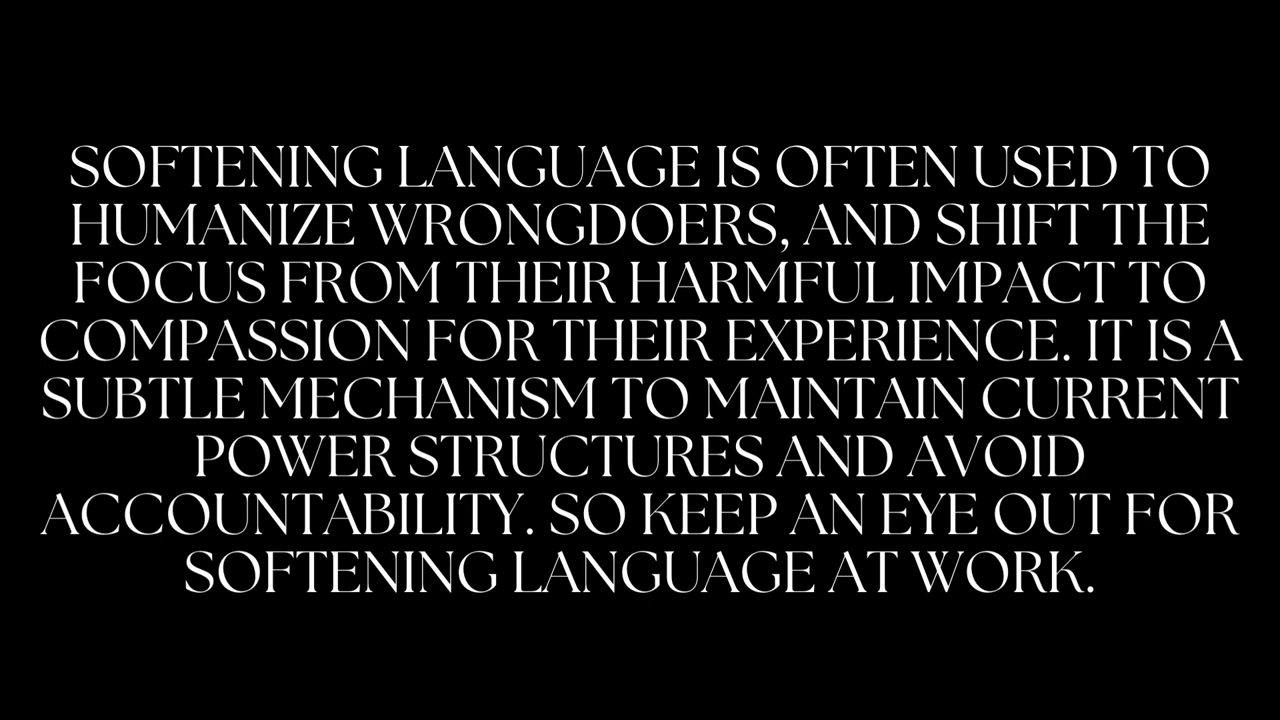 SOFTENING LANGUAGE IS OFTEN USED TO
HUMANIZE WRONGDOERS, AND SHIFT THE
FOCUS FROM THEIR HARMFUL IMPACT TO
COMPASSION FOR THEIR EXPERIENCE. IT IS A
SUBTLE MECHANISM TO MAINTAIN CURRENT
POWER STRUCTURES AND AVOID
ACCOUNTABILITY. SO KEEP AN EYE OUT FOR
SOFTENING LANGUAGE AT WORK.